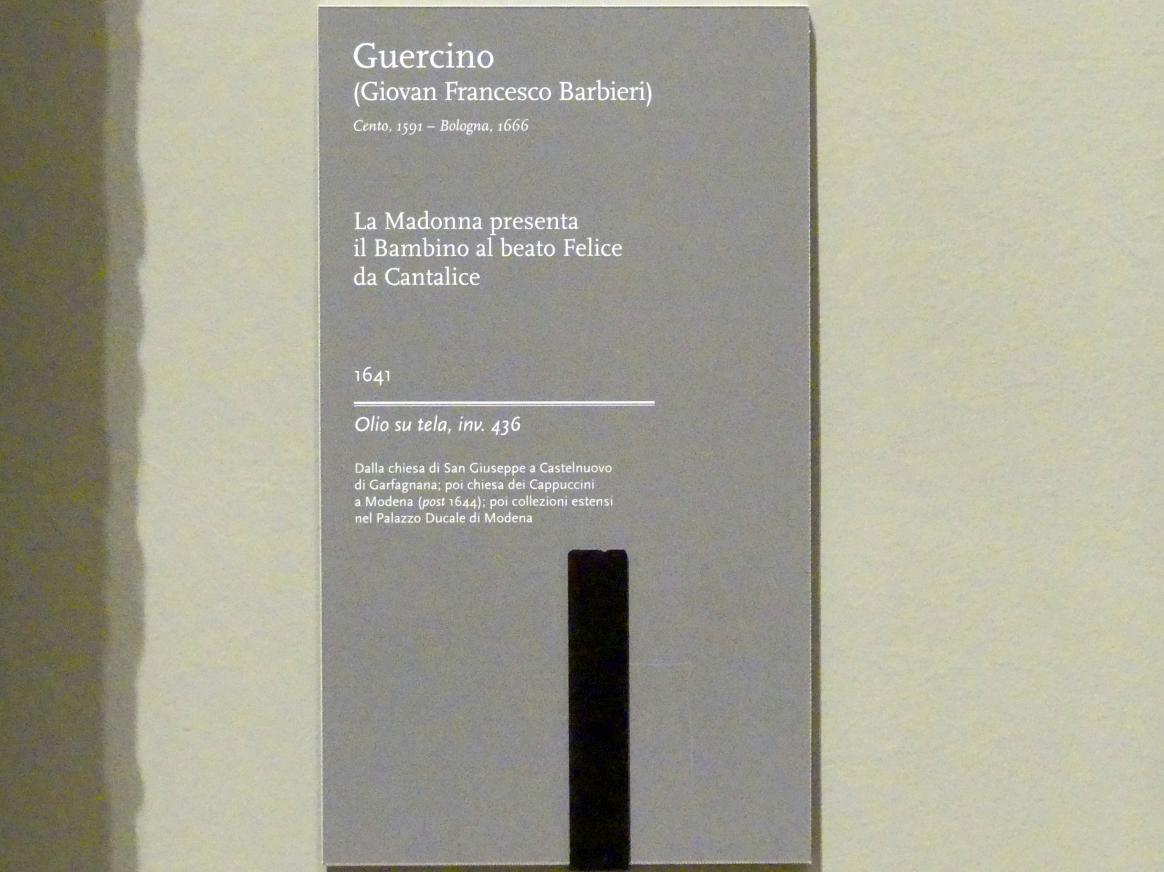 Guercino
(Giovan Francesco Barbieri)
Cento, 1591 – Bologna, 1666
La Madonna presenta
il Bambino al beato Felice
da Cantalice
1641
Olio su tela, inv. 436
Dalla chiesa di San Giuseppe a Castelnuovo
di Garfagnana; poi chiesa dei Cappuccini
a Modena (post 1644); poi collezioni estensi
nel Palazzo Ducale di Modena